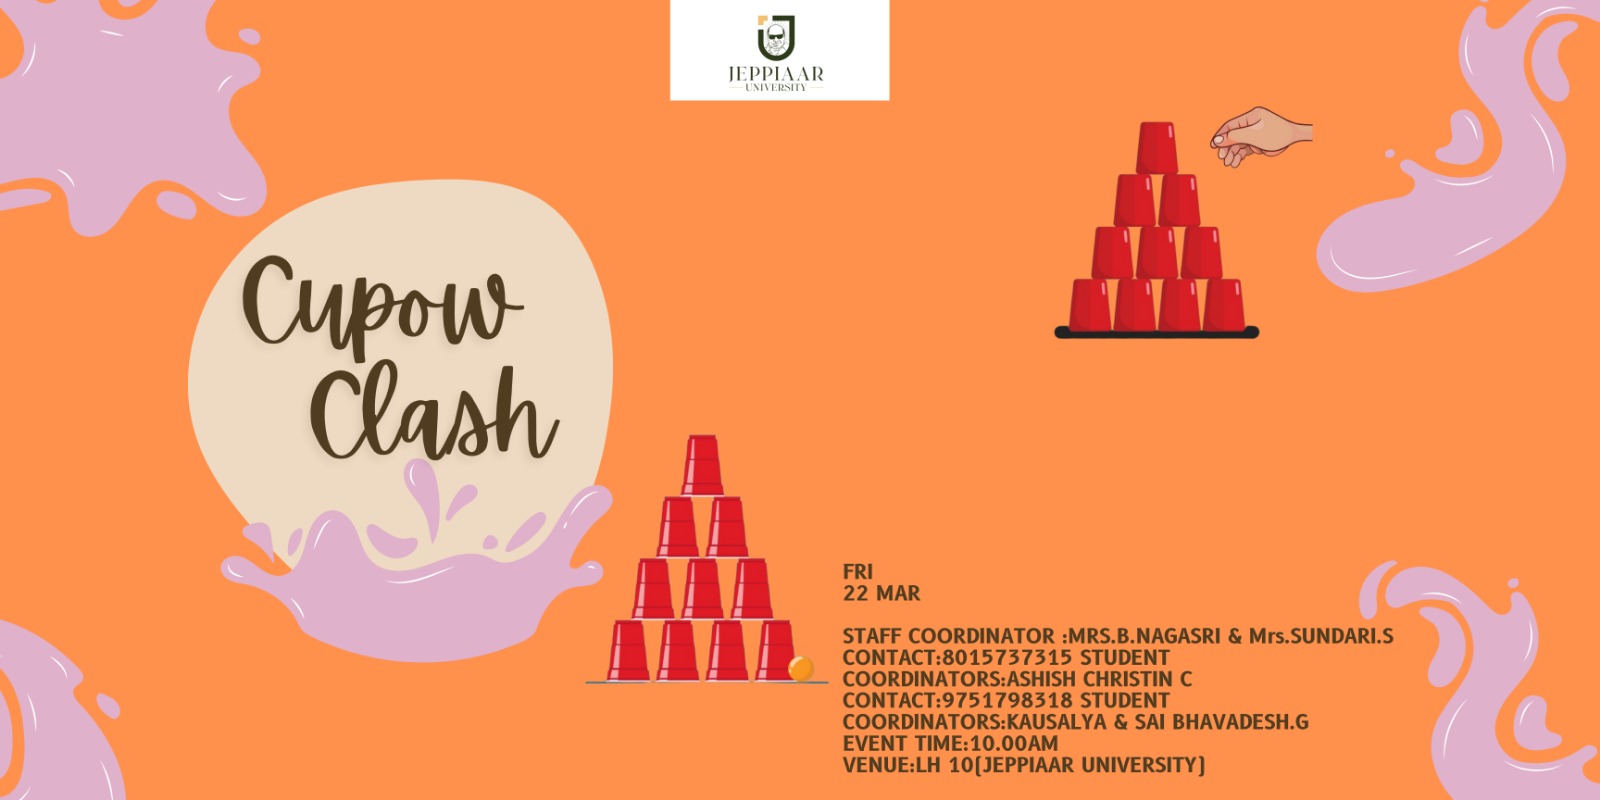 JEPPIAAR
UNIVERSITY
Cupow
Clash
FRI
22 MAR
STAFF COORDINATOR :MRS.B.NAGASRI & Mrs.SUNDARI.S
CONTACT:8015737315 STUDENT
COORDINATORS:ASHISH CHRISTIN C
CONTACT:9751798318 STUDENT
COORDINATORS:KAUSALYA & SAI BHAVADESH.G
EVENT TIME:10.00AM
VENUE:LH 10[JEPPIAAR UNIVERSITY]